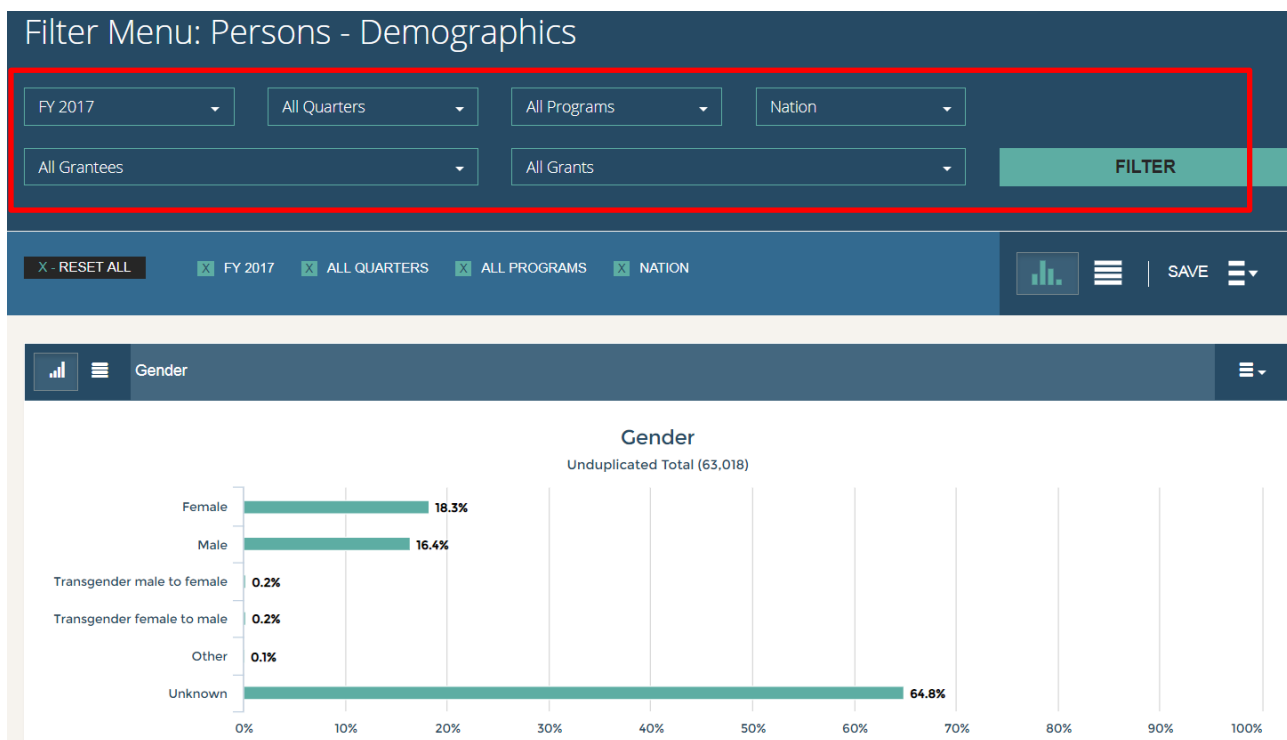 Filter Menu: Persons - Demographics
FY 2017 All Quarters All Programs Nation
All Grantees All Grants FILTER
X - RESET ALL X FY 2017 X ALL QUARTERS X ALL PROGRAMS X NATION SAVE
Gender
Gender
Unduplicated Total (63,018)
Female 18.3%
Male 16.4%
Transgender male to female 0.2%
Transgender female to male 0.2%
Other 0.1%
Unknown 64.8%
0% 10% 20% 30% 40% 50% 60% 70% 80% 90% 100%